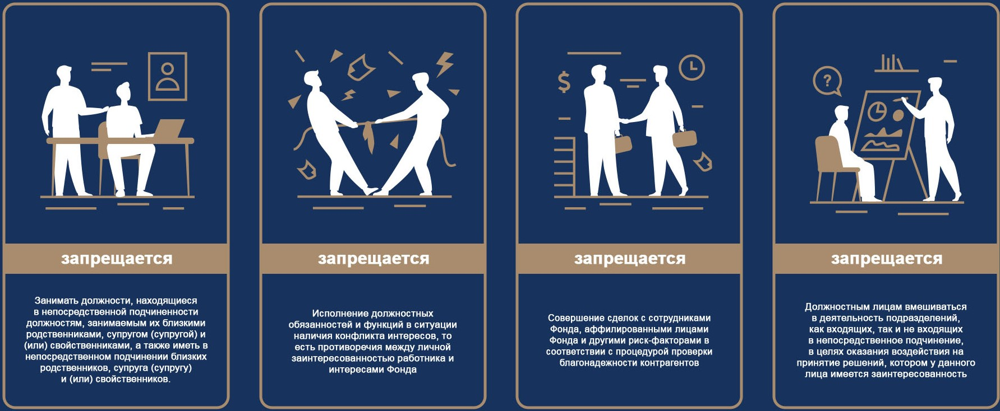 запрещается
Занимать должности, находящиеся
в непосредственной подчиненности
должностям, занимаемым их близкими
родственниками, супругом (супругой) и
(или) свойственниками, а также иметь в
непосредственном подчинении близких
родственников, супруга (супругу)
и (или) свойственников.
запрещается
Исполнение должностных
обязанностей и функций в ситуации
наличия конфликта интересов, то
есть противоречия между личной
заинтересованностью работника и
интересами Фонда
$
запрещается
Совершение сделок с сотрудниками
Фонда, аффилированными лицами
Фонда и другими риск-факторами в
соответствии с процедурой проверки
благонадежности контрагентов
?
запрещается
Должностным лицам вмешиваться
в деятельность подразделений,
как входящих, так и не входящих
в непосредственное подчинение,
в целях оказания воздействия на
принятие решений, котором у данного
лица имеется заинтересованность